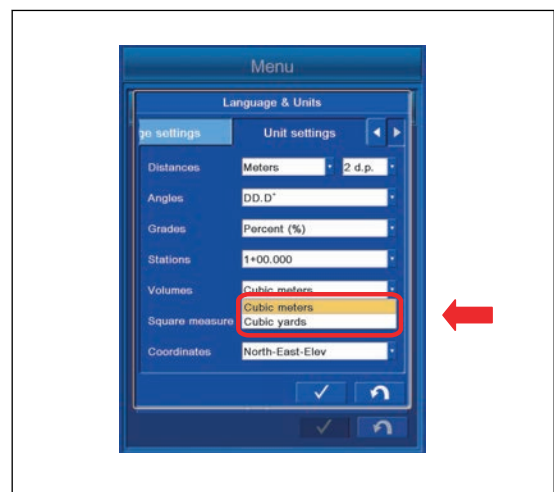 Menu
Language & Units
ge settings Unit settings
Distances Meters 2 d.p.
Angles DD.D°
Grades Percent (%)
Stations 1+00.000
Volumes Cubic meters
Cubic meters
Square measure Cubic yards
Coordinates North-East-Elev